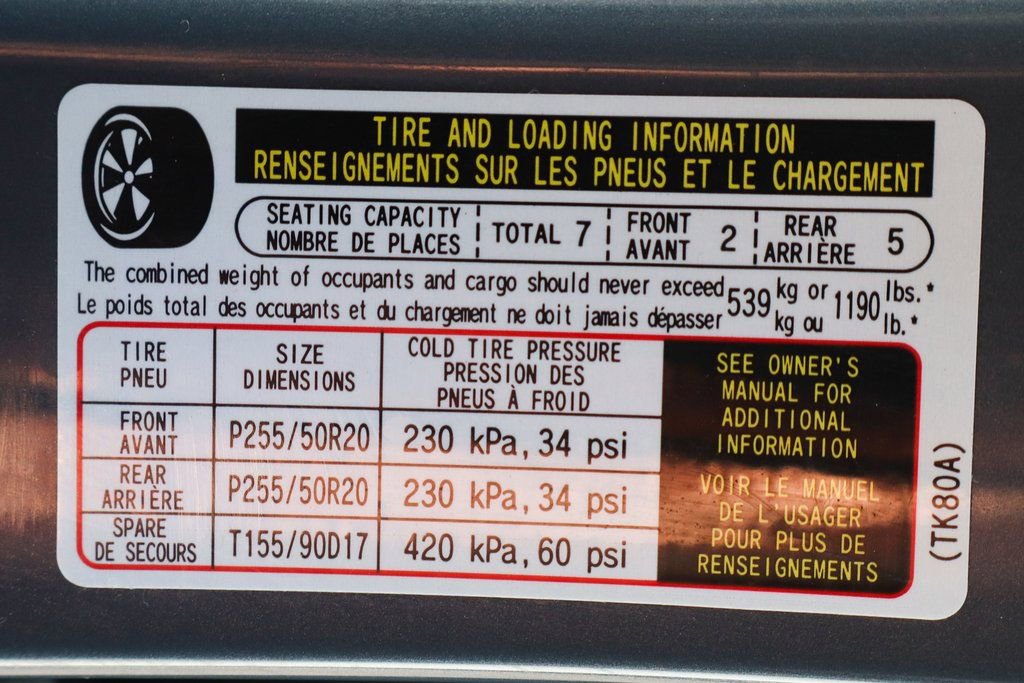 TIRE AND LOADING INFORMATION
RENSEIGNEMENTS SUR LES PNEUS ET LE CHARGEMENT
SEATING CAPACITY
NOMBRE DE PLACES
TOTAL 7
FRONT
AVANT
2
REAR
ARRIÈRE
5
The combined weight of occupants and cargo should never exceed 539 kg or 1190 lbs.*
Le poids total des occupants et du chargement ne doit jamais dépasser kg ou lb.*
TIRE
PNEU
SIZE
DIMENSIONS
COLD TIRE PRESSURE
PRESSION DES
PNEUS À FROID
FRONT
AVANT
P255/50R20
230 kPa, 34 psi
REAR
ARRIÈRE
P255/50R20
230 kPa, 34 psi
SPARE
DE SECOURS
T155/90D17
420 kPa, 60 psi
SEE OWNER'S
MANUAL FOR
ADDITIONAL
INFORMATION
VOIR LE MANUEL
DE L'USAGER
POUR PLUS DE
RENSEIGNEMENTS
(TK80A)